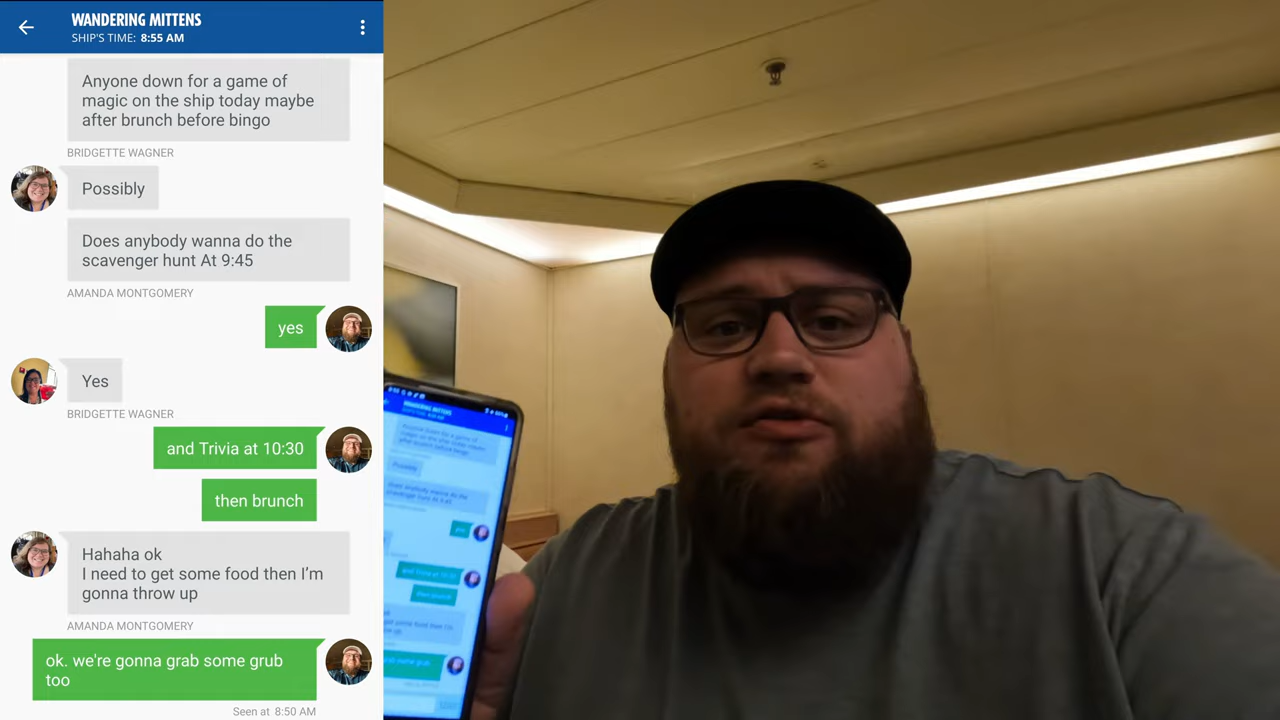 WANDERING MITTENS
SHIP'S TIME: 8:55 AM
Anyone down for a game of
magic on the ship today maybe
after brunch before bingo
BRIDGETTE WAGNER
Possibly
Does anybody wanna do the
scavenger hunt At 9:45
AMANDA MONTGOMERY
yes
Yes
BRIDGETTE WAGNER
and Trivia at 10:30
then brunch
Hahaha ok
I need to get some food then I'm
gonna throw up
AMANDA MONTGOMERY
ok. we're gonna grab some grub
too
Seen at 8:50 AM
WANDERING MITTENS